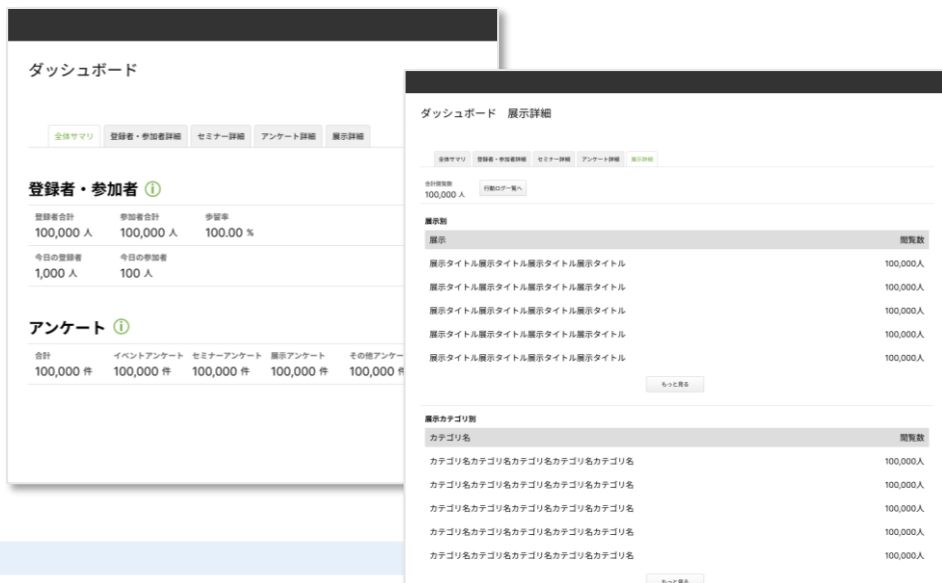 ダッシュボード
全体サマリ 登録者・参加者詳細 セミナー詳細 アンケート詳細 展示詳細
登録者・参加者
登録者合計 参加者合計 歩留率
100,000 人 100,000 人 100.00 %
今日の登録者 今日の参加者
1,000 人 100 人
アンケート
合計 イベントアンケート セミナーアンケート 展示アンケート その他アンケー
100,000 件 100,000 件 100,000 件 100,000 件 100,000 件
ダッシュボード 展示詳細
全体サマリ 登録者・参加者詳細 セミナー詳細 アンケート詳細 展示詳細
合計閲覧数
100,000 人 行動ログ一覧へ
展示別
展示 閲覧数
展示タイトル展示タイトル展示タイトル展示タイトル 100,000人
展示タイトル展示タイトル展示タイトル展示タイトル 100,000人
展示タイトル展示タイトル展示タイトル展示タイトル 100,000人
展示タイトル展示タイトル展示タイトル展示タイトル 100,000人
展示タイトル展示タイトル展示タイトル展示タイトル 100,000人
もっと見る
展示カテゴリ別
カテゴリ名 閲覧数
カテゴリ名カテゴリ名カテゴリ名カテゴリ名カテゴリ名 100,000人
カテゴリ名カテゴリ名カテゴリ名カテゴリ名カテゴリ名 100,000人
カテゴリ名カテゴリ名カテゴリ名カテゴリ名カテゴリ名 100,000人
カテゴリ名カテゴリ名カテゴリ名カテゴリ名カテゴリ名 100,000人
カテゴリ名カテゴリ名カテゴリ名カテゴリ名カテゴリ名 100,000人
もっと見る